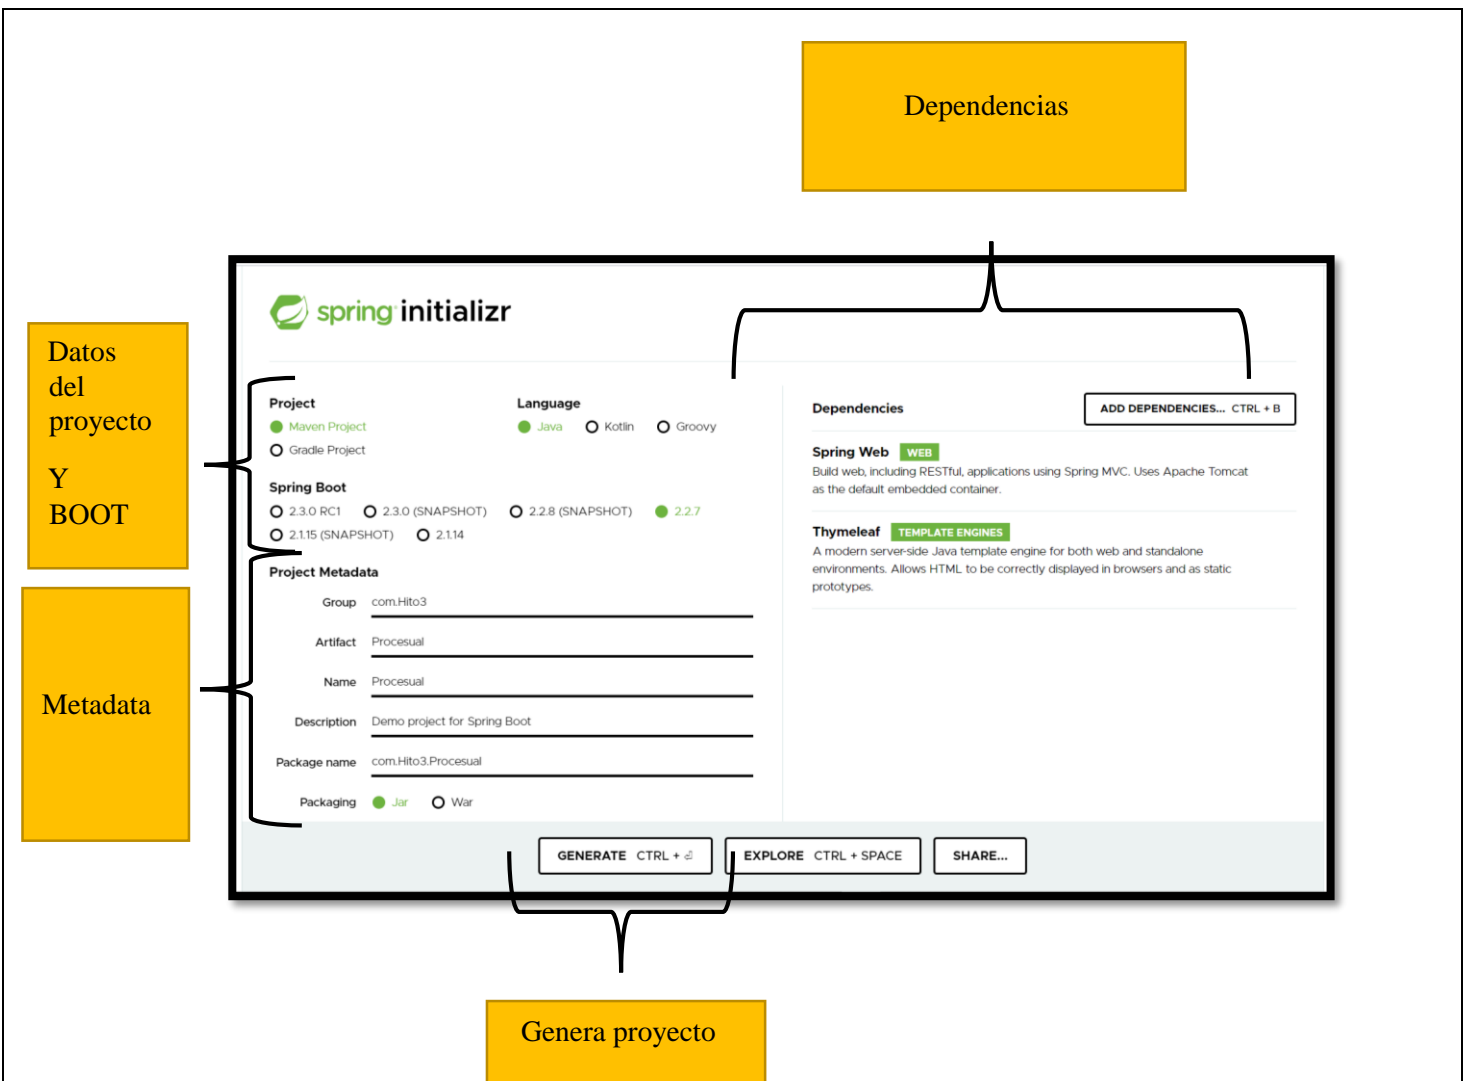 Dependencias
spring initializr
Datos
del
proyecto
Y
BOOT
Project
Maven Project
Gradle Project
Language
Java Kotlin Groovy
Spring Boot
2.3.0 RC1 2.3.0 (SNAPSHOT) 2.2.8 (SNAPSHOT) 2.2.7
2.1.15 (SNAPSHOT) 2.1.14
Metadata
Project Metadata
Group com.Hito3
Artifact Procesual
Name Procesual
Description Demo project for Spring Boot
Package name com.Hito3.Procesual
Packaging Jar War
Dependencies ADD DEPENDENCIES... CTRL + B
Spring Web WEB
Build web, including RESTful, applications using Spring MVC. Uses Apache Tomcat
as the default embedded container.
Thymeleaf TEMPLATE ENGINES
A modern server-side Java template engine for both web and standalone
environments. Allows HTML to be correctly displayed in browsers and as static
prototypes.
GENERATE CTRL + ⏎ EXPLORE CTRL + SPACE SHARE...
Genera proyecto